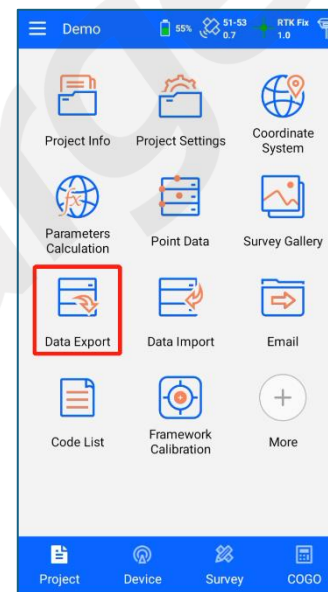 Demo 55% 51-53 RTK Fix
0.7 1.0
Project Info Project Settings Coordinate
System
Parameters
Calculation Point Data Survey Gallery
Data Export Data Import Email
Code List Framework
Calibration More
Project Device Survey COGO